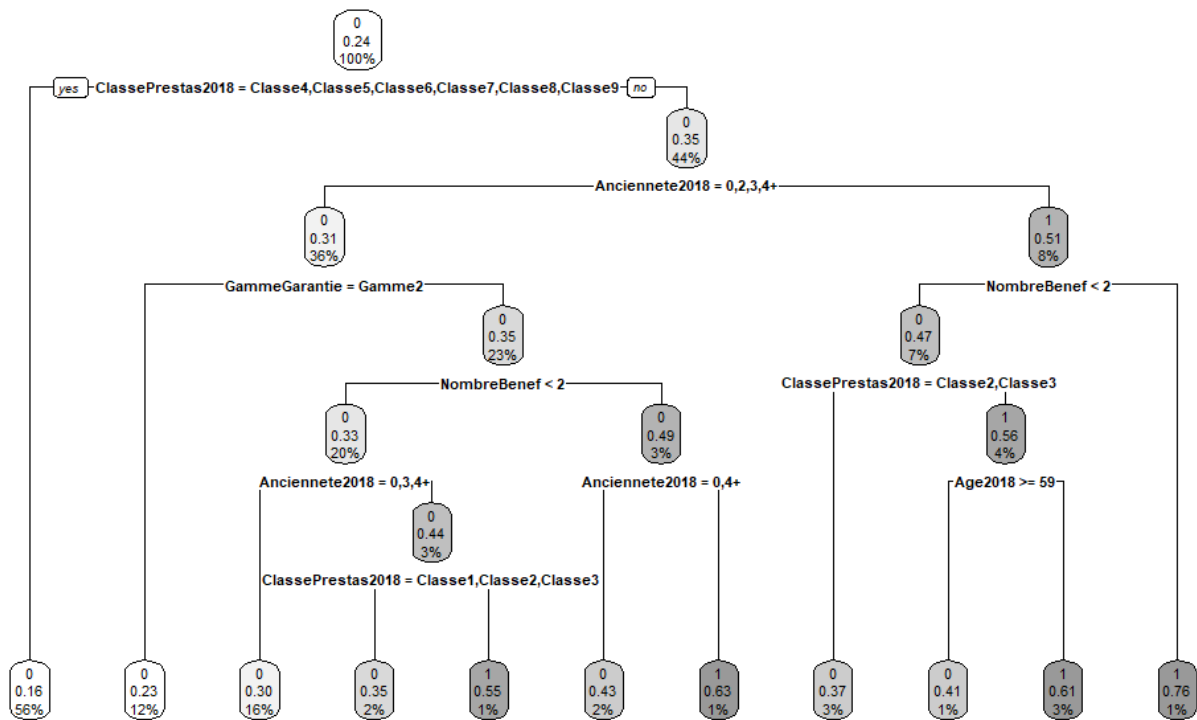 0
0.24
100%
yes ClassePrestas2018 = Classe4,Classe5,Classe6,Classe7,Classe8,Classe9 no
0
0.35
44%
Anciennete2018 = 0,2,3,4+
0 1
0.31 0.51
36% 8%
GammeGarantie = Gamme2 NombreBenef < 2
0 0
0.35 0.47
23% 7%
NombreBenef < 2 ClassePrestas2018 = Classe2,Classe3
0 0 1
0.33 0.49 0.56
20% 3% 4%
Anciennete2018 = 0,3,4+ Anciennete2018 = 0,4+ Age2018 >= 59
0
0.44
3%
ClassePrestas2018 = Classe1,Classe2,Classe3
0 0 0 0 1 0 1 0 0 1 1
0.16 0.23 0.30 0.35 0.55 0.43 0.63 0.37 0.41 0.61 0.76
56% 12% 16% 2% 1% 2% 1% 3% 1% 3% 1%